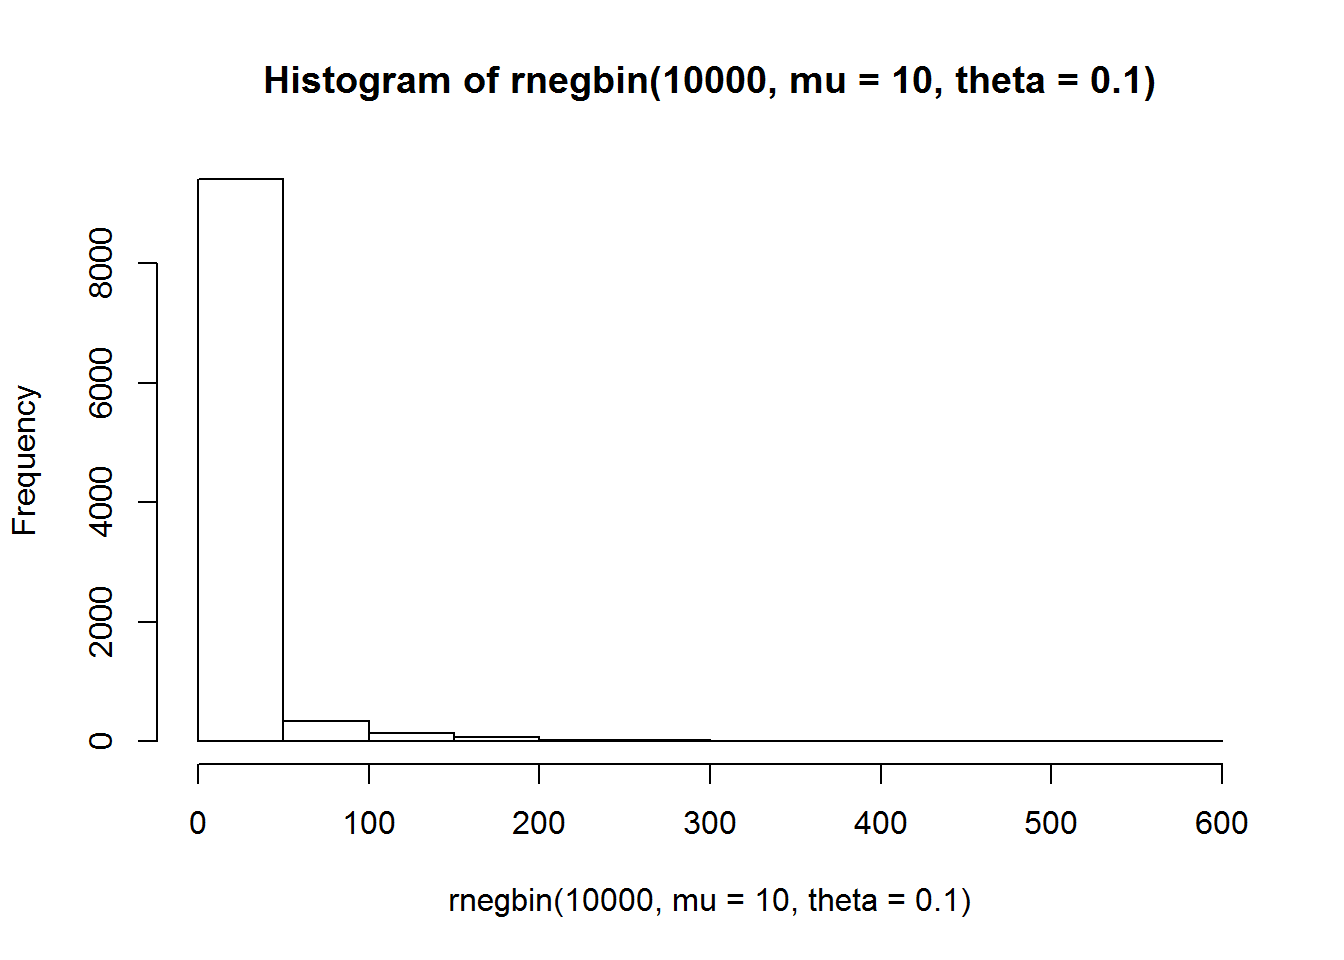 Histogram of rnegbin(10000, mu = 10, theta = 0.1)
Frequency
8000
6000
4000
2000
0
0 100 200 300 400 500 600
rnegbin(10000, mu = 10, theta = 0.1)